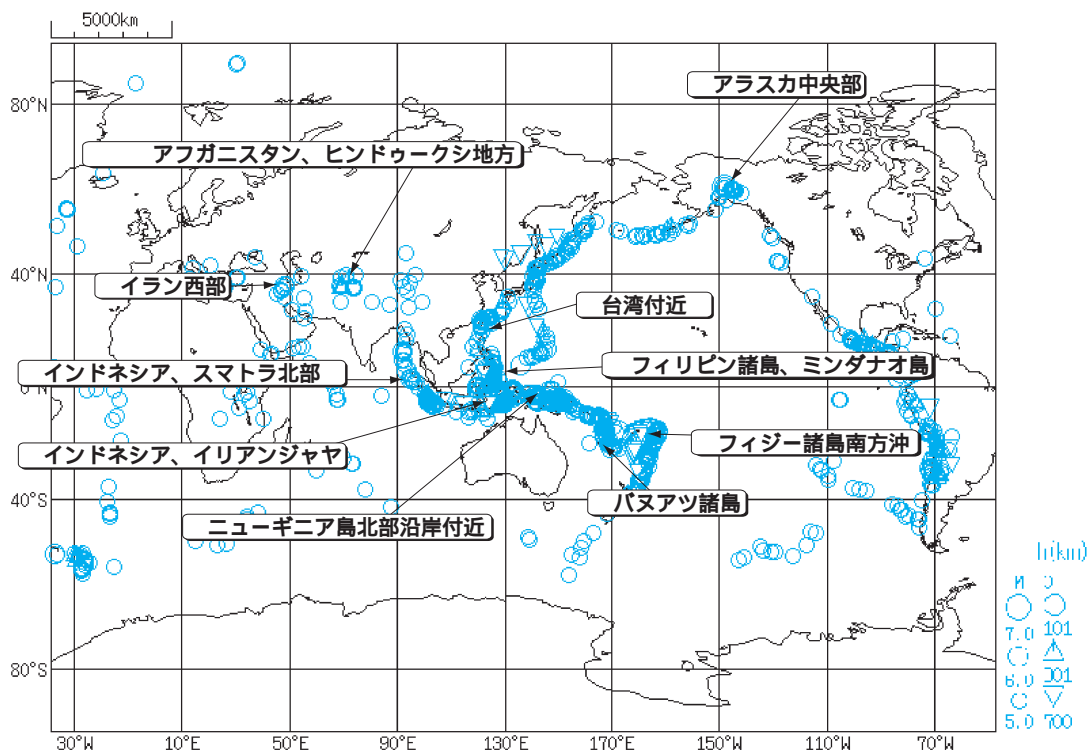 5000km
アラスカ中央部
80°N
アフガニスタン、ヒンドゥークシ地方
40°N
イラン西部
台湾付近
インドネシア、スマトラ北部
フィリピン諸島、ミンダナオ島
0°N
インドネシア、イリアンジャヤ
フィジー諸島南方沖
バヌアツ諸島
40°S
ニューギニア島北部沿岸付近
h(km)
M 0
7.0 101
6.0 301
5.0 700
80°S
30°W 10°E 50°E 90°E 130°E 170°E 150°W 110°W 70°W